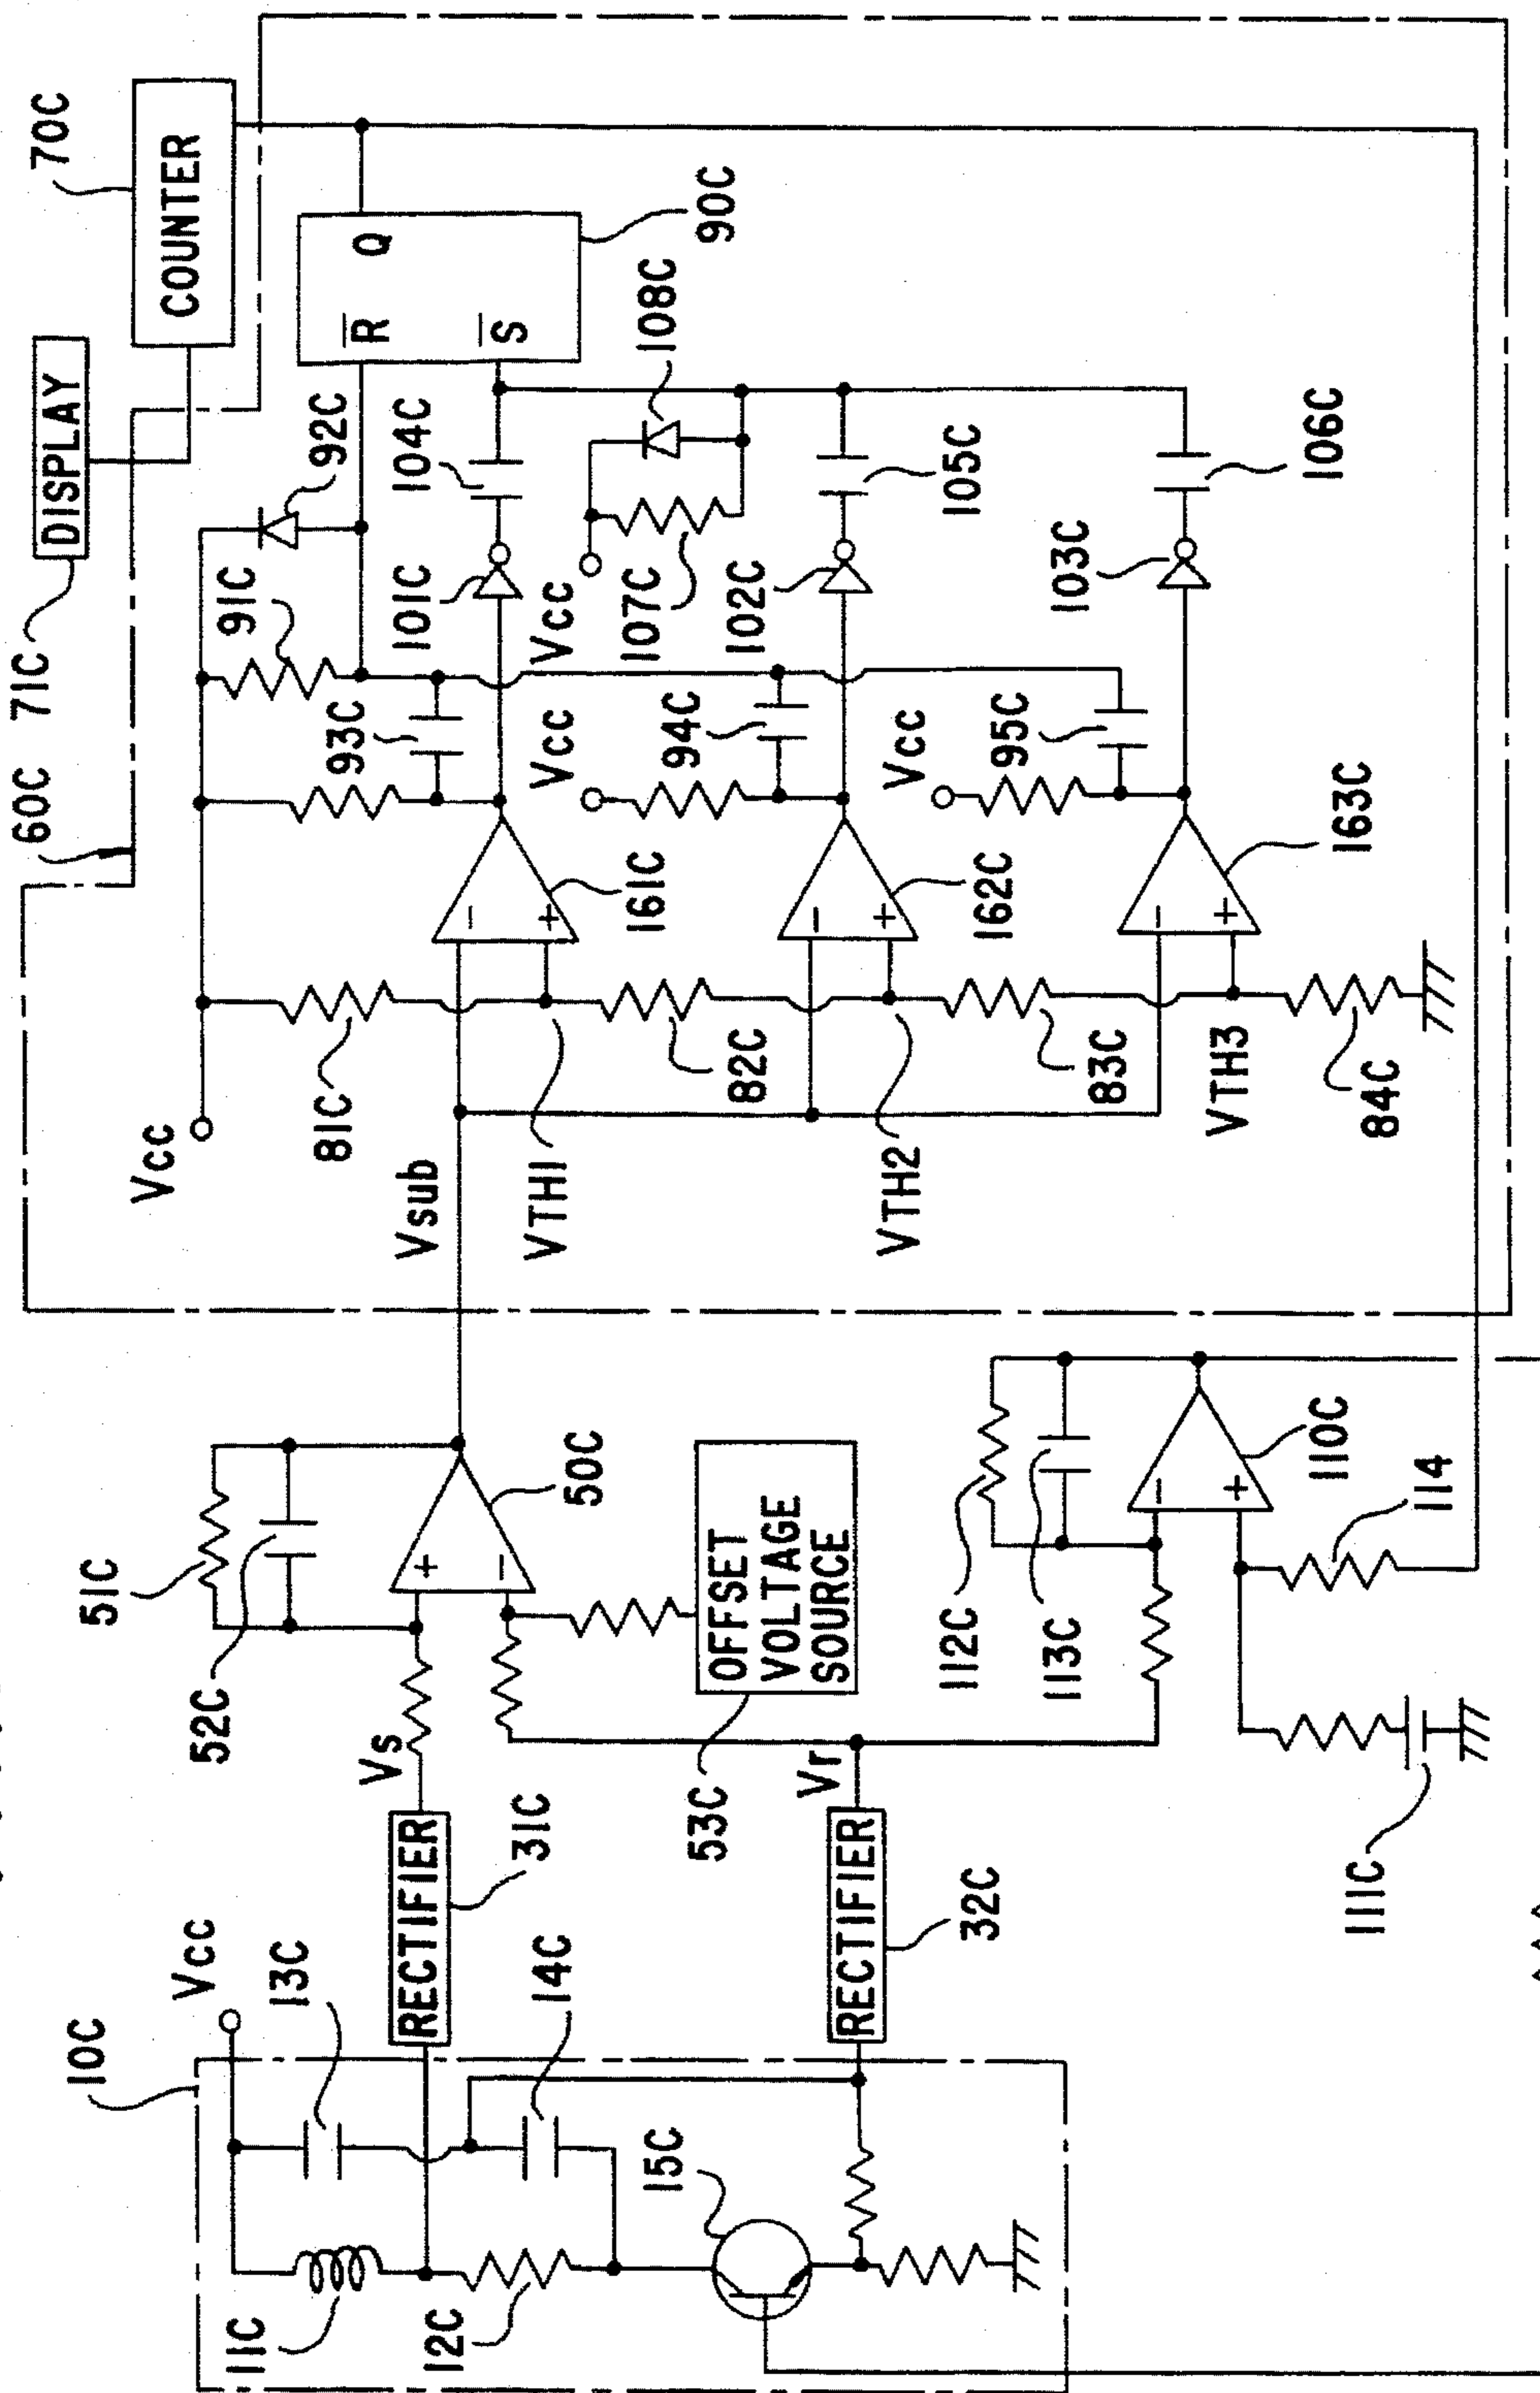 70C
COUNTER
DISPLAY
71C
60C
Q
R
S
90C
92C
91C
93C
101C
104C
108C
107C
Vcc
Vcc
94C
102C
105C
Vcc
95C
103C
106C
Vcc
81C
161C
82C
162C
83C
163C
84C
Vsub
VTH1
VTH2
VTH3
-
+
-
+
-
+
51C
52C
50C
+
-
OFFSET
VOLTAGE
SOURCE
53C
112C
113C
110C
-
+
114
111C
Vs
Vr
RECTIFIER
31C
RECTIFIER
32C
10C
Vcc
13C
14C
11C
12C
15C